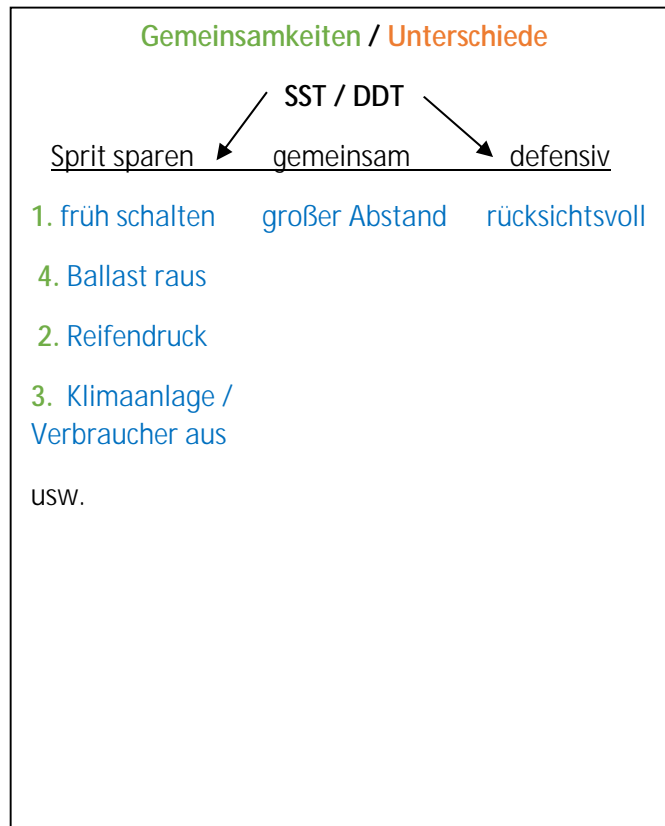 Gemeinsamkeiten / Unterschiede
SST / DDT
Sprit sparen gemeinsam defensiv
1. früh schalten großer Abstand rücksichtsvoll
4. Ballast raus
2. Reifendruck
3. Klimaanlage /
Verbraucher aus
usw.